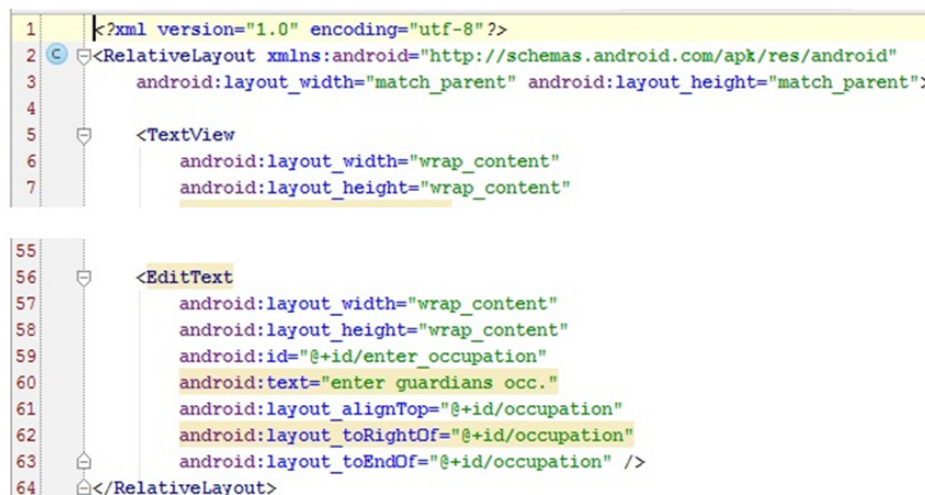 1 <?xml version="1.0" encoding="utf-8"?>
2 C <RelativeLayout xmlns:android="http://schemas.android.com/apk/res/android"
3 android:layout_width="match_parent" android:layout_height="match_parent">
4
5 <TextView
6 android:layout_width="wrap_content"
7 android:layout_height="wrap_content"
55
56 <EditText
57 android:layout_width="wrap_content"
58 android:layout_height="wrap_content"
59 android:id="@+id/enter_occupation"
60 android:text="enter guardians occ."
61 android:layout_alignTop="@+id/occupation"
62 android:layout_toRightOf="@+id/occupation"
63 android:layout_toEndOf="@+id/occupation" />
64 </RelativeLayout>